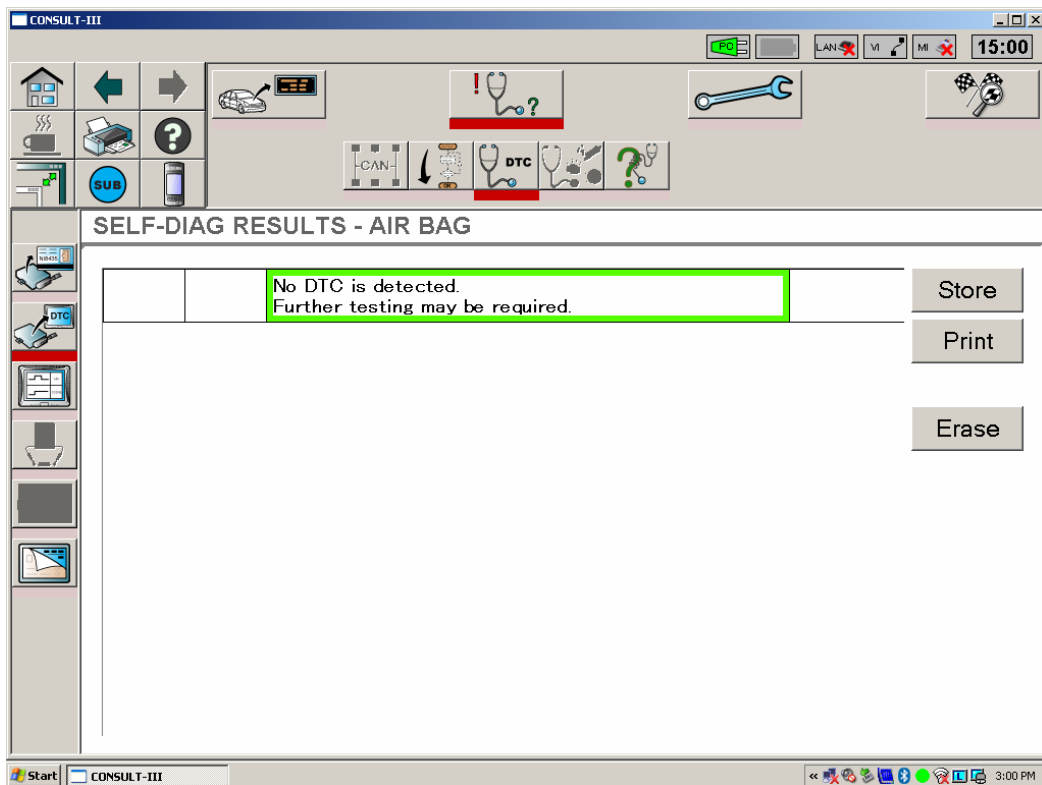 CONSULT-III
PC
LAN
VI
MI
15:00
!
?
?
-CAN-
DTC
?
SUB
SELF-DIAG RESULTS - AIR BAG
DTC
No DTC is detected.
Further testing may be required.
Store
Print
Erase
Start
CONSULT-III
«
L
3:00 PM